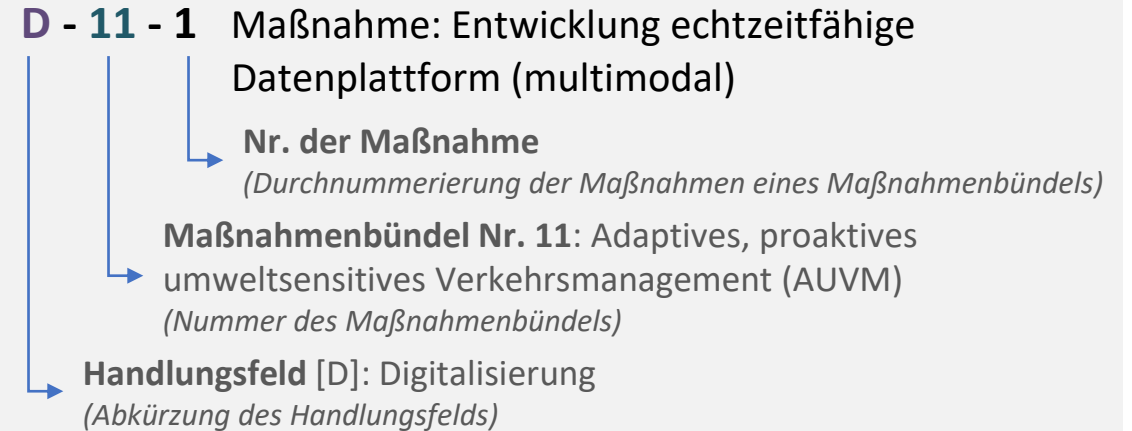 D - 11 - 1 Maßnahme: Entwicklung echtzeitfähige
Datenplattform (multimodal)
Nr. der Maßnahme
(Durchnummerierung der Maßnahmen eines Maßnahmenbündels)
Maßnahmenbündel Nr. 11: Adaptives, proaktives
umweltsensitives Verkehrsmanagement (AUVM)
(Nummer des Maßnahmenbündels)
Handlungsfeld [D]: Digitalisierung
(Abkürzung des Handlungsfelds)